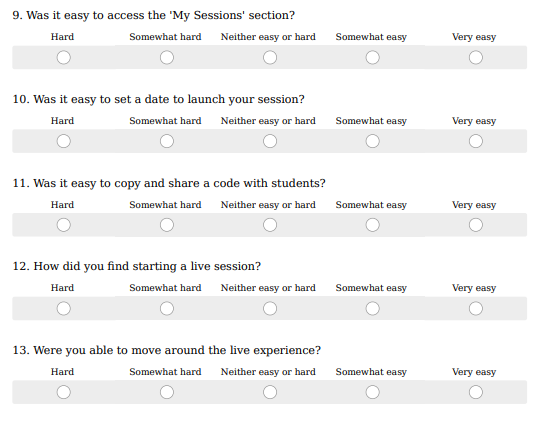 9. Was it easy to access the 'My Sessions' section?
Hard Somewhat hard Neither easy or hard Somewhat easy Very easy
10. Was it easy to set a date to launch your session?
Hard Somewhat hard Neither easy or hard Somewhat easy Very easy
11. Was it easy to copy and share a code with students?
Hard Somewhat hard Neither easy or hard Somewhat easy Very easy
12. How did you find starting a live session?
Hard Somewhat hard Neither easy or hard Somewhat easy Very easy
13. Were you able to move around the live experience?
Hard Somewhat hard Neither easy or hard Somewhat easy Very easy